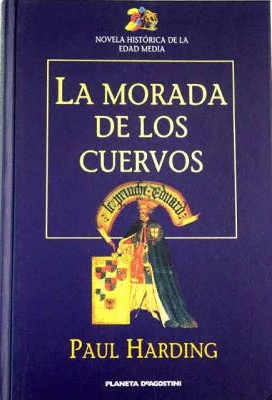 NOVELA HISTÓRICA DE LA
EDAD MEDIA
LA MORADA
DE LOS
CUERVOS
PAUL HARDING
PLANETA DEAGOSTINI